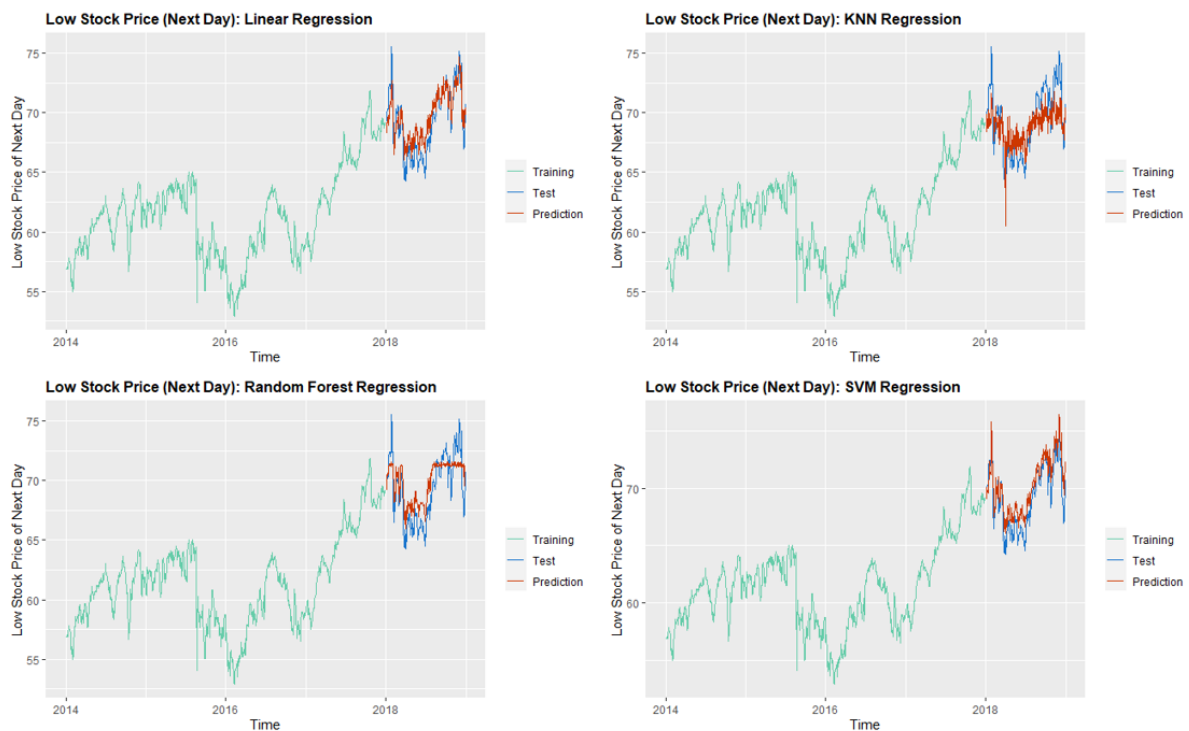 Low Stock Price (Next Day): Linear Regression
Low Stock Price of Next Day
75
70
65
60
55
2014
2016
2018
Time
Training
Test
Prediction
Low Stock Price (Next Day): KNN Regression
Low Stock Price of Next Day
75
70
65
60
55
2014
2016
2018
Time
Training
Test
Prediction
Low Stock Price (Next Day): Random Forest Regression
Low Stock Price of Next Day
75
70
65
60
55
2014
2016
2018
Time
Training
Test
Prediction
Low Stock Price (Next Day): SVM Regression
Low Stock Price of Next Day
70
60
2014
2016
2018
Time
Training
Test
Prediction